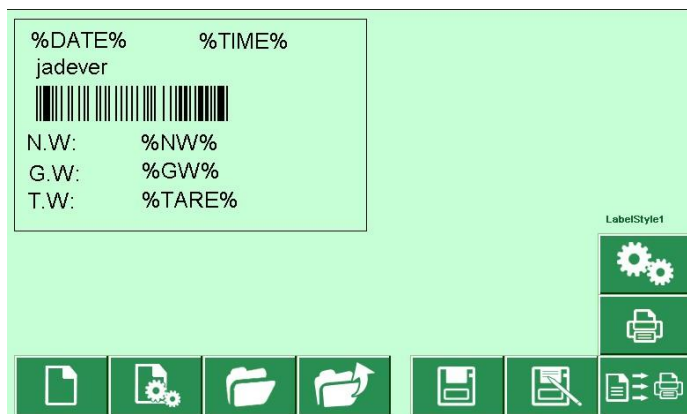 %DATE% %TIME%
jadever
N.W: %NW%
G.W: %GW%
T.W: %TARE%
LabelStyle1